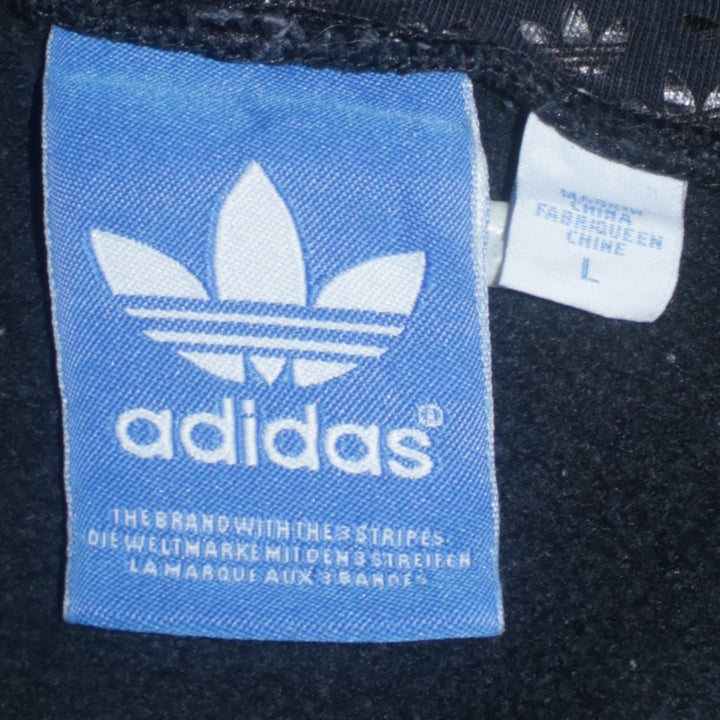 adidas
®
THE BRAND WITH THE 3 STRIPES.
DIE WELTMARKE MIT DEN 3 STREIFEN
LA MARQUE AUX 3 BANDES
CHINA
FABRIQUE EN
CHINE
L